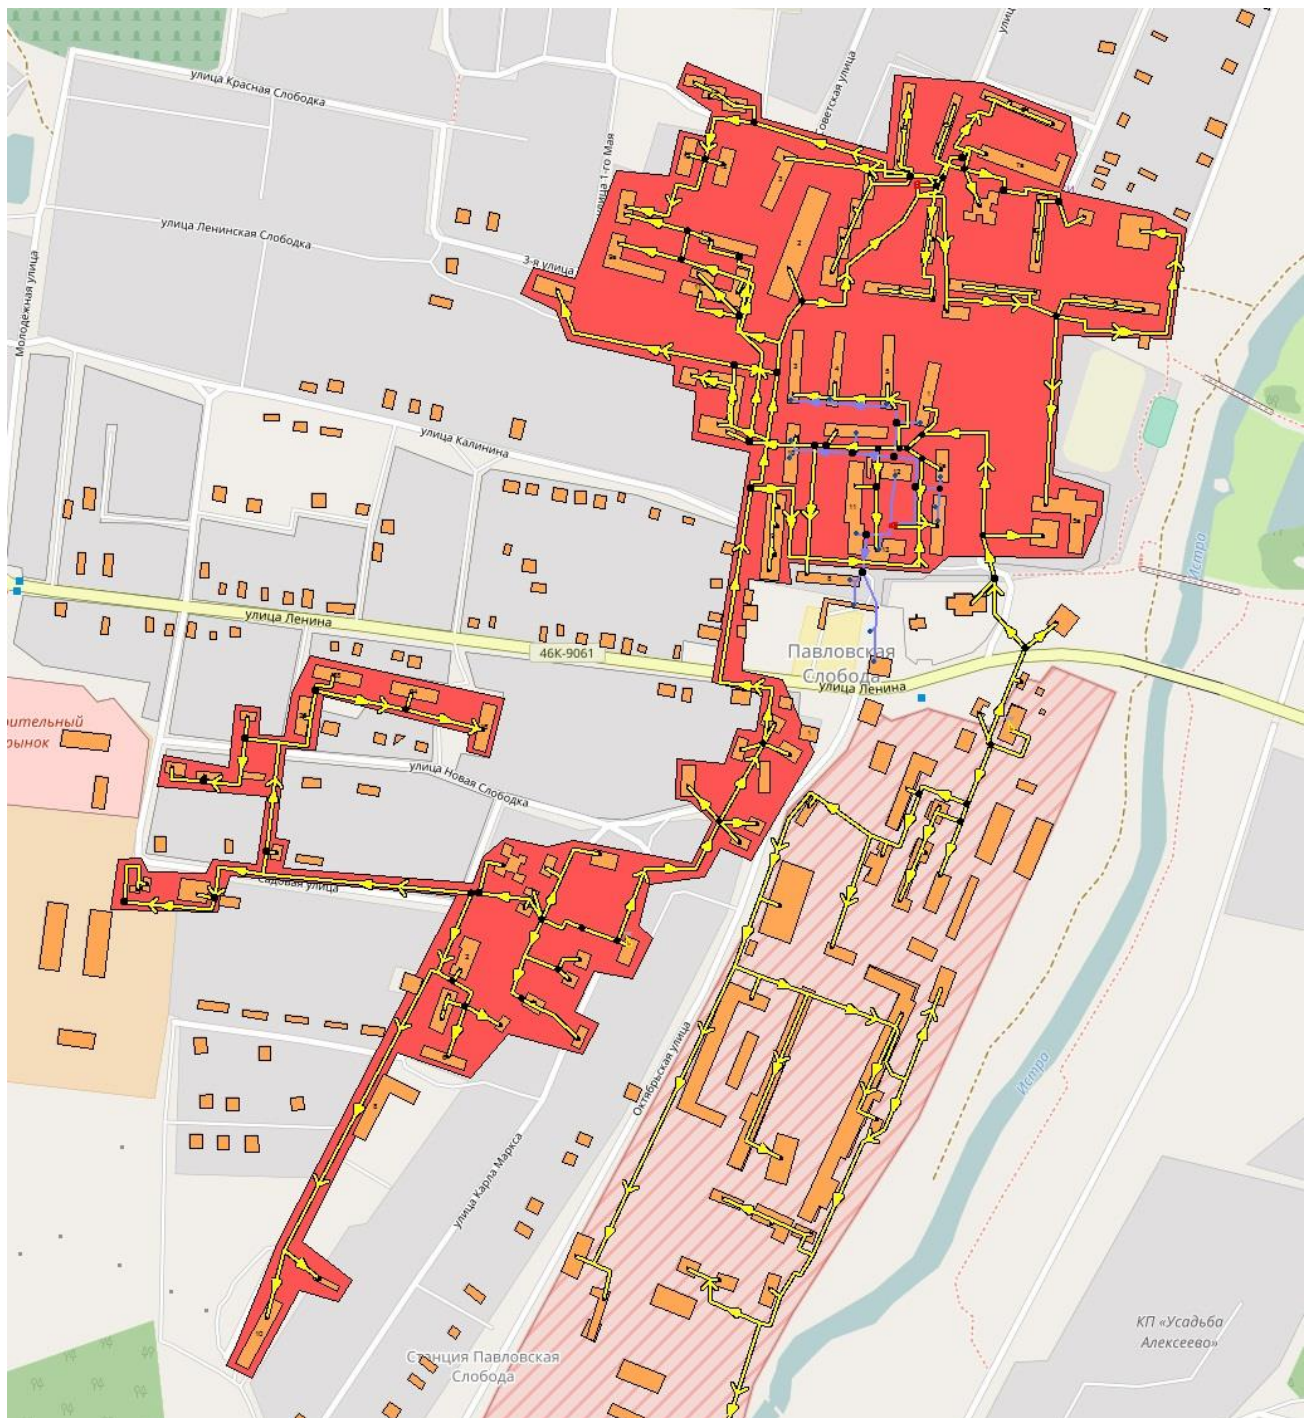 улица Красная Слободка
Советская улица
улиц
улица 1-го Мая
улица Ленинская Слободка
3-я улица
Молодежная улица
улица Калинина
Истра
улица Ленина
46К-9061
Павловская
Слобода
улица Ленина
рительный
рынок
улица Новая Слободка
Садовая улица
Октябрьская улица
Истра
улица Карла Маркса
КП «Усадьба
Алексеево»
Станция Павловская
Слобода